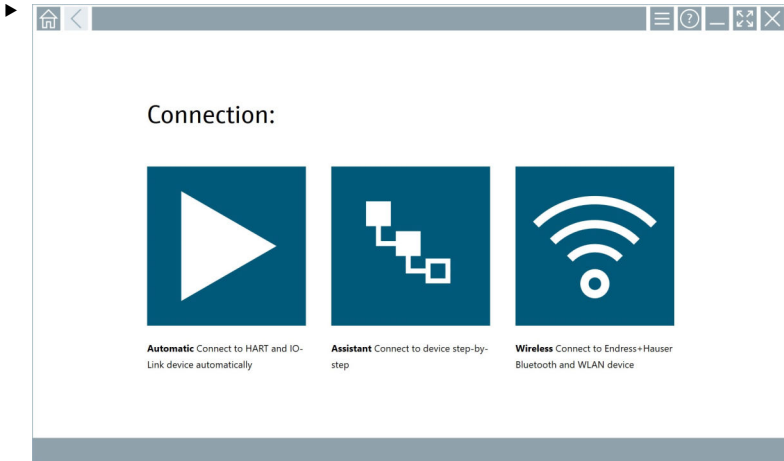 Connection:
Automatic Connect to HART and IO-
Link device automatically
Assistant Connect to device step-by-
step
Wireless Connect to Endress+Hauser
Bluetooth and WLAN device